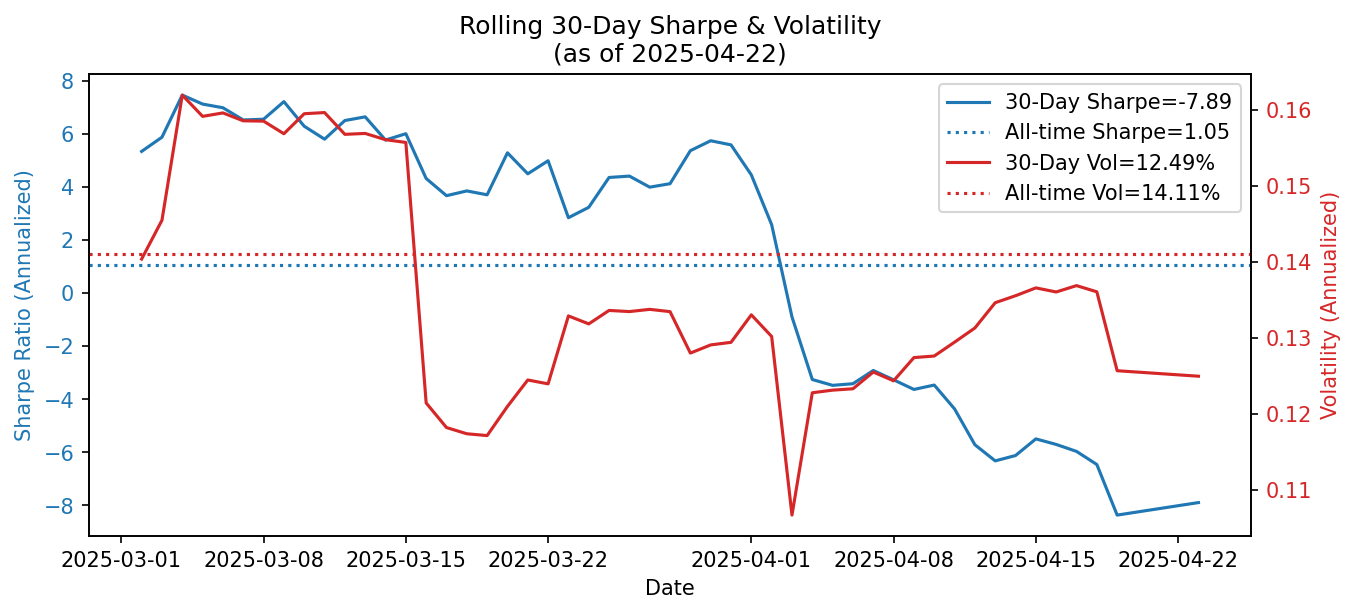 Rolling 30-Day Sharpe & Volatility
(as of 2025-04-22)
8
6
4
2
0
−2
−4
−6
−8
Sharpe Ratio (Annualized)
30-Day Sharpe=-7.89
All-time Sharpe=1.05
30-Day Vol=12.49%
All-time Vol=14.11%
0.16
0.15
0.14
0.13
0.12
0.11
Volatility (Annualized)
2025-03-01 2025-03-08 2025-03-15 2025-03-22 2025-04-01 2025-04-08 2025-04-15 2025-04-22
Date